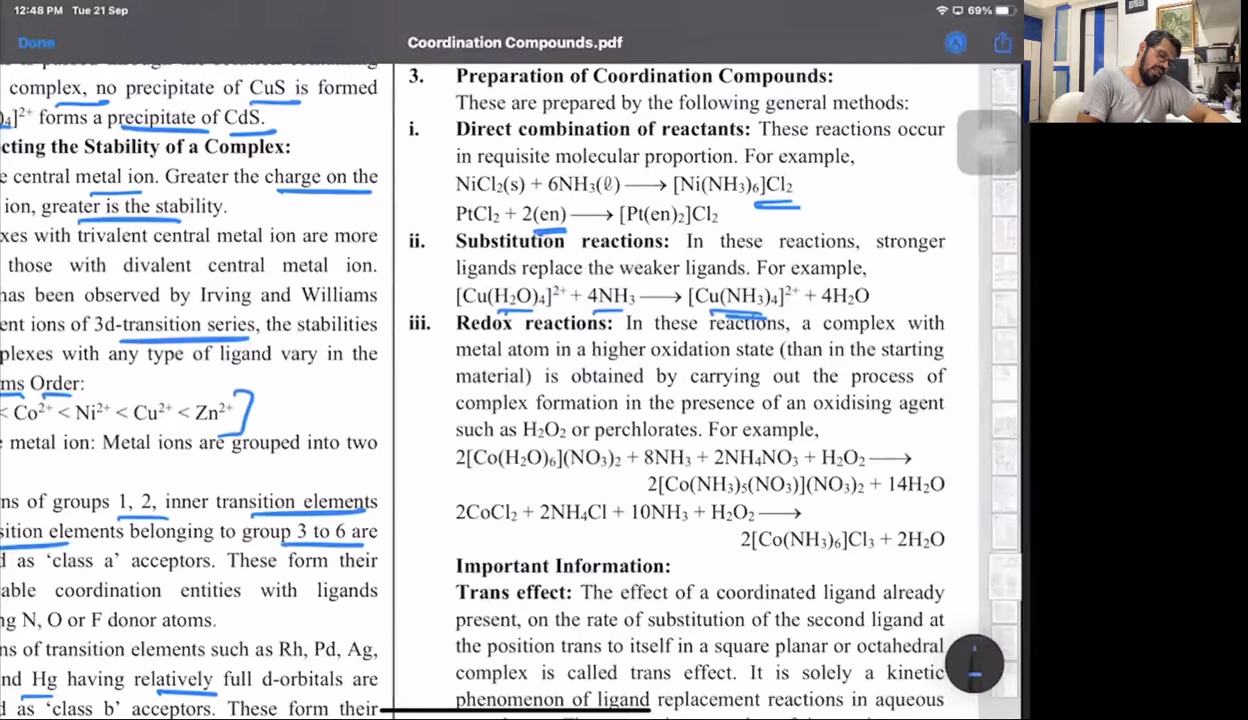 12:48 PM Tue 21 Sep
69%
Done
Coordination Compounds.pdf
complex, no precipitate of CuS is formed
4]²⁺ forms a precipitate of CdS.
cting the Stability of a Complex:
e central metal ion. Greater the charge on the
ion, greater is the stability.
xes with trivalent central metal ion are more
those with divalent central metal ion.
has been observed by Irving and Williams
ent ions of 3d-transition series, the stabilities
plexes with any type of ligand vary in the
ms Order:
< Co²⁺ < Ni²⁺ < Cu²⁺ < Zn²⁺
e metal ion: Metal ions are grouped into two
ns of groups 1, 2, inner transition elements
sition elements belonging to group 3 to 6 are
d as ‘class a’ acceptors. These form their
able coordination entities with ligands
ng N, O or F donor atoms.
ns of transition elements such as Rh, Pd, Ag,
nd Hg having relatively full d-orbitals are
d as ‘class b’ acceptors. These form their
3. Preparation of Coordination Compounds:
These are prepared by the following general methods:
i. Direct combination of reactants: These reactions occur
in requisite molecular proportion. For example,
NiCl₂(s) + 6NH₃(ℓ) ⟶ [Ni(NH₃)₆]Cl₂
PtCl₂ + 2(en) ⟶ [Pt(en)₂]Cl₂
ii. Substitution reactions: In these reactions, stronger
ligands replace the weaker ligands. For example,
[Cu(H₂O)₄]²⁺ + 4NH₃ ⟶ [Cu(NH₃)₄]²⁺ + 4H₂O
iii. Redox reactions: In these reactions, a complex with
metal atom in a higher oxidation state (than in the starting
material) is obtained by carrying out the process of
complex formation in the presence of an oxidising agent
such as H₂O₂ or perchlorates. For example,
2[Co(H₂O)₆](NO₃)₂ + 8NH₃ + 2NH₄NO₃ + H₂O₂ ⟶
2[Co(NH₃)₅(NO₃)](NO₃)₂ + 14H₂O
2CoCl₂ + 2NH₄Cl + 10NH₃ + H₂O₂ ⟶
2[Co(NH₃)₆]Cl₃ + 2H₂O
Important Information:
Trans effect: The effect of a coordinated ligand already
present, on the rate of substitution of the second ligand at
the position trans to itself in a square planar or octahedral
complex is called trans effect. It is solely a kinetic
phenomenon of ligand replacement reactions in aqueous